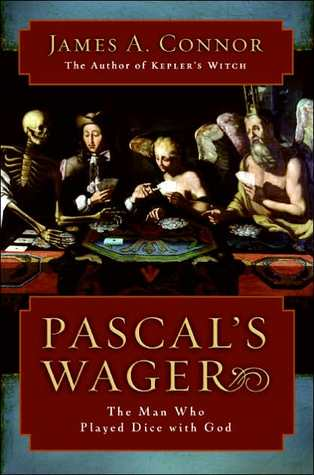 JAMES A. CONNOR
THE AUTHOR OF KEPLER'S WITCH
PASCAL'S
WAGER
THE MAN WHO
PLAYED DICE WITH GOD